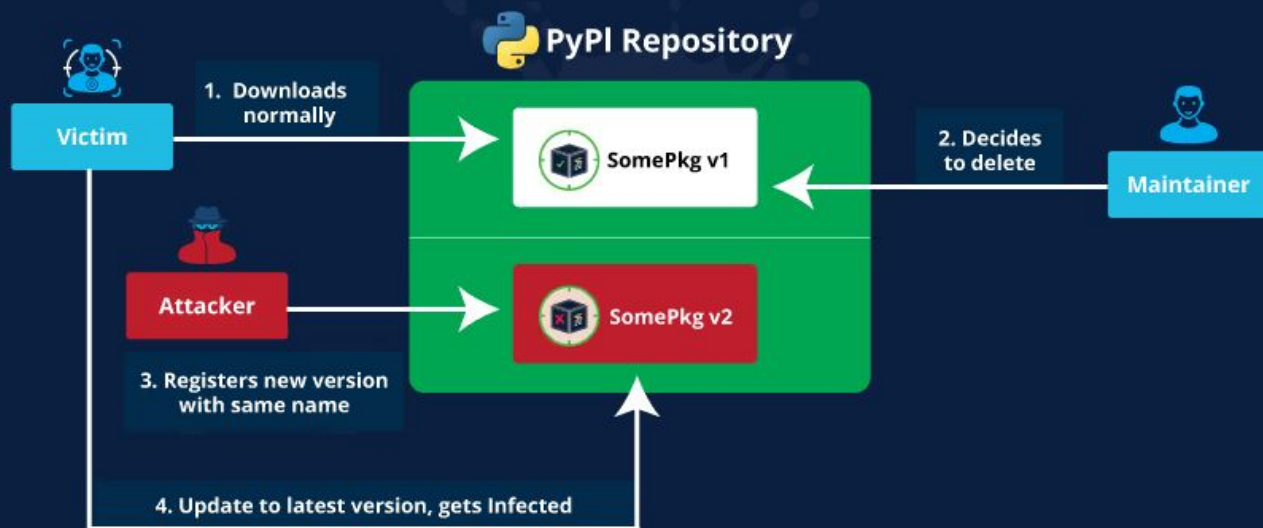 PyPI Repository
Victim
1. Downloads
normally
SomePkg v1
2. Decides
to delete
Maintainer
Attacker
SomePkg v2
3. Registers new version
with same name
4. Update to latest version, gets Infected